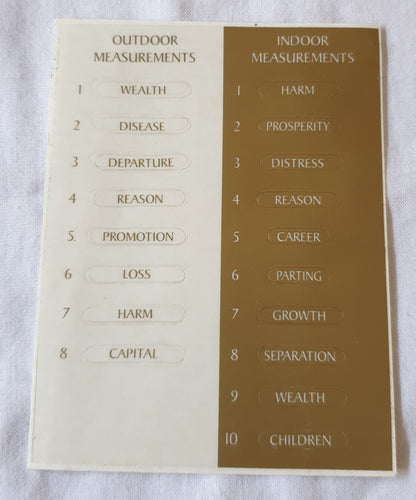 OUTDOOR
MEASUREMENTS
1 WEALTH
2 DISEASE
3 DEPARTURE
4 REASON
5. PROMOTION
6 LOSS
7 HARM
8 CAPITAL
INDOOR
MEASUREMENTS
1 HARM
2 PROSPERITY
3 DISTRESS
4 REASON
5 CAREER
6 PARTING
7 GROWTH
8 SEPARATION
9 WEALTH
10 CHILDREN